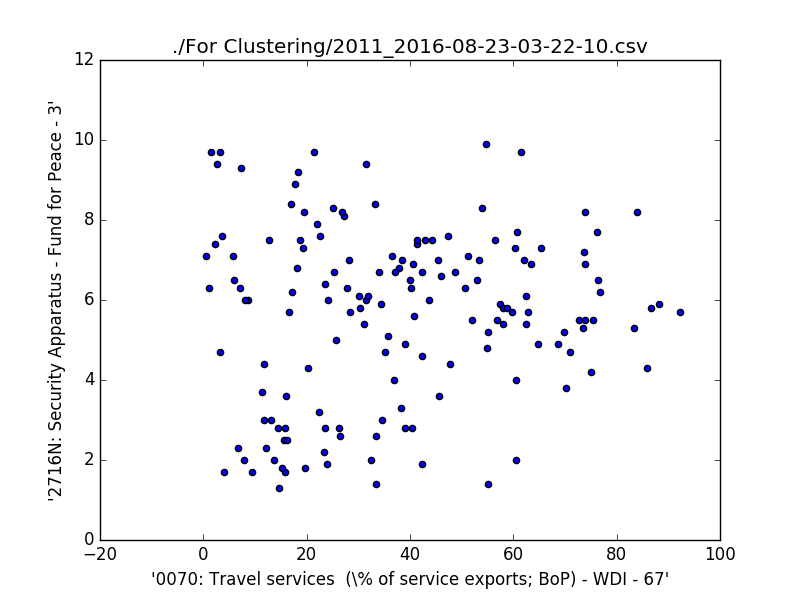 ./For Clustering/2011_2016-08-23-03-22-10.csv
12
10
8
6
4
2
0
'2716N: Security Apparatus - Fund for Peace - 3'
−20 0 20 40 60 80 100
'0070: Travel services  (\% of service exports; BoP) - WDI - 67'